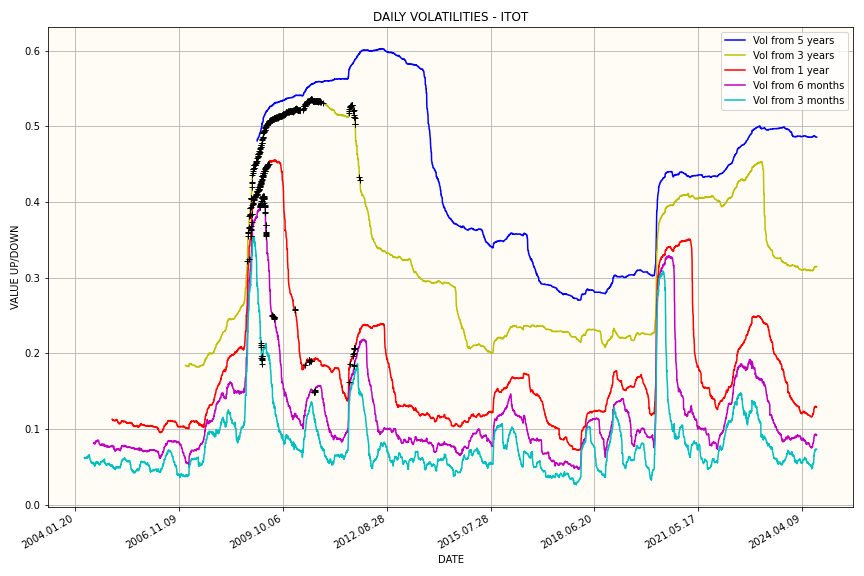 DAILY VOLATILITIES - ITOT
Vol from 5 years
Vol from 3 years
Vol from 1 year
Vol from 6 months
Vol from 3 months
VALUE UP/DOWN
0.6
0.5
0.4
0.3
0.2
0.1
0.0
2004.01.20
2006.11.09
2009.10.06
2012.08.28
2015.07.28
2018.06.20
2021.05.17
2024.04.09
DATE